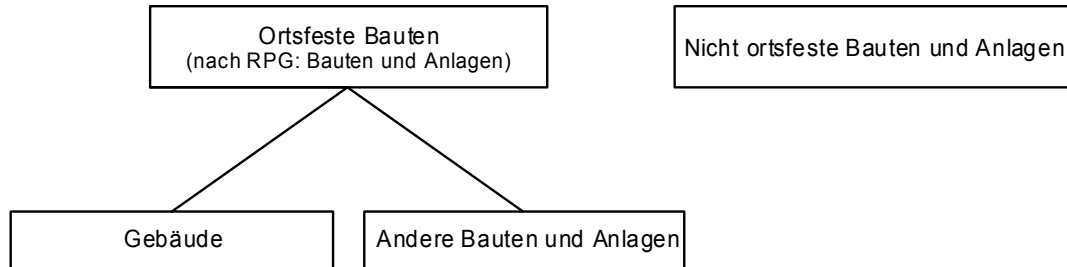 Ortsfeste Bauten
(nach RPG: Bauten und Anlagen)
Nicht ortsfeste Bauten und Anlagen
Gebäude
Andere Bauten und Anlagen